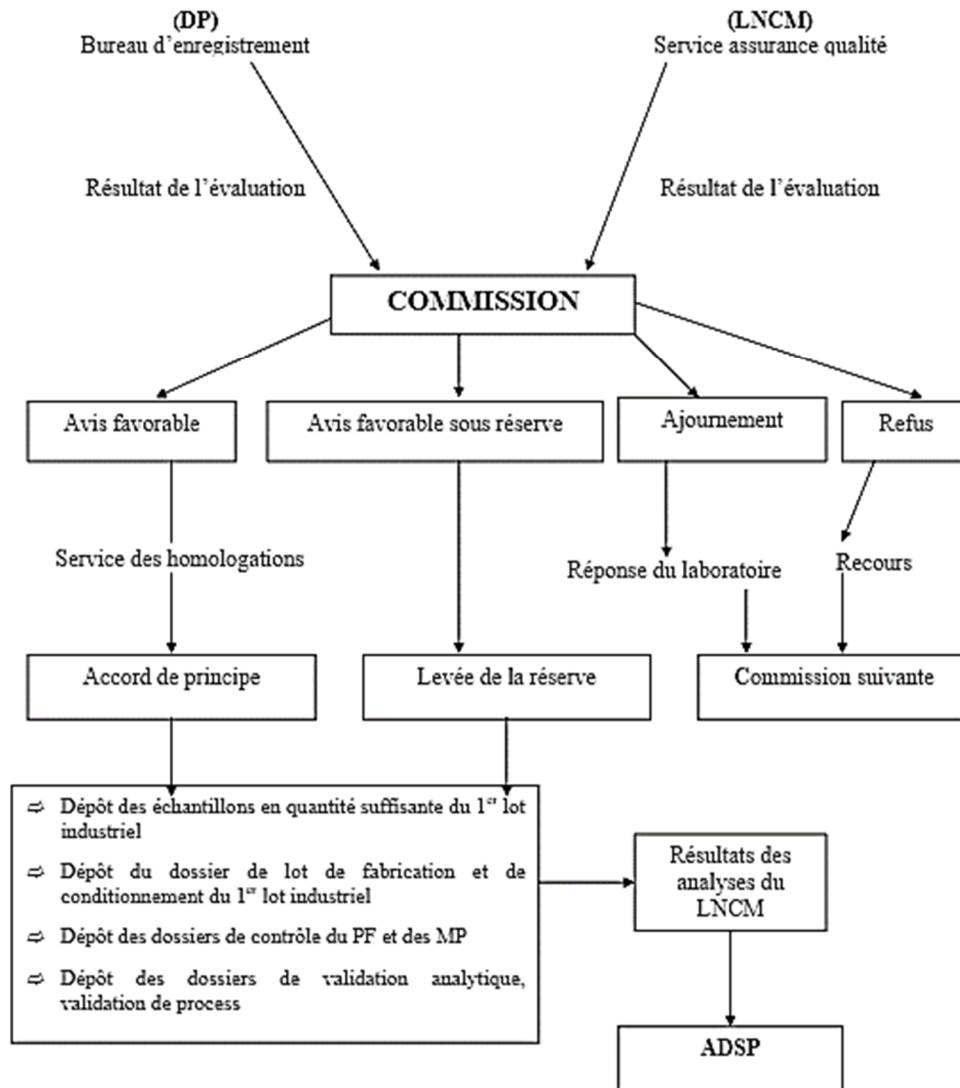 (DP)
Bureau d'enregistrement
(LNCM)
Service assurance qualité
Résultat de l'évaluation
Résultat de l'évaluation
COMMISSION
Avis favorable
Avis favorable sous réserve
Ajournement
Refus
Service des homologations
Réponse du laboratoire
Recours
Accord de principe
Levée de la réserve
Commission suivante
⇨ Dépôt des échantillons en quantité suffisante du 1er lot
industriel
⇨ Dépôt du dossier de lot de fabrication et de
conditionnement du 1er lot industriel
⇨ Dépôt des dossiers de contrôle du PF et des MP
⇨ Dépôt des dossiers de validation analytique,
validation de process
Résultats des
analyses du
LNCM
ADSP